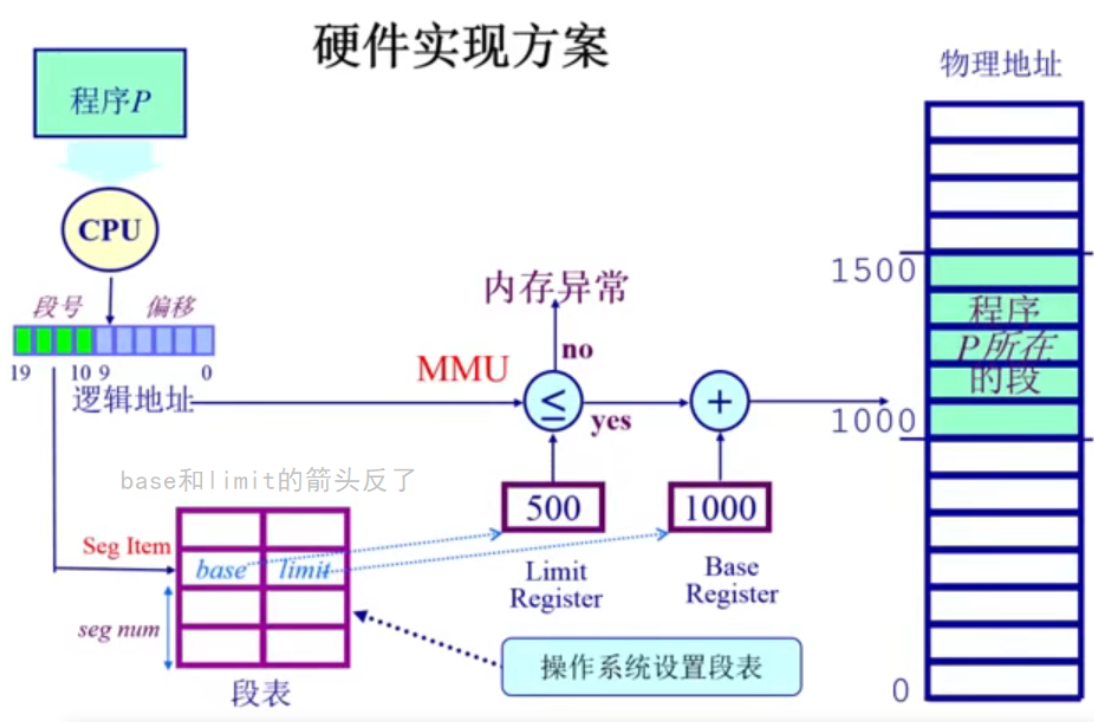 硬件实现方案
物理地址
程序P
CPU
段号 偏移
19 10 9 0
逻辑地址
MMU
内存异常
no
≤
yes
+
1500
程序
P所在
的段
1000
0
base和limit的箭头反了
500
1000
Limit
Register
Base
Register
Seg Item
base limit
seg num
段表
操作系统设置段表